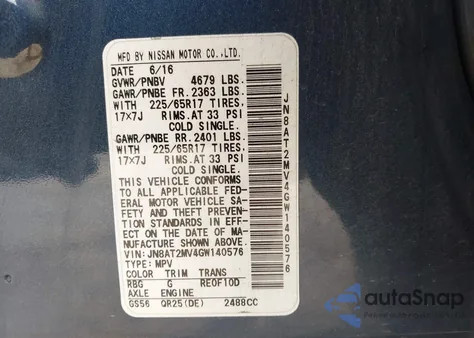 MFD BY NISSAN MOTOR CO.,LTD.
DATE 6/16
GVWR/PNBV 4679 LBS.
GAWR/PNBE FR. 2363 LBS.
WITH 225/65R17 TIRES,
17x7J RIMS.AT 33 PSI
COLD SINGLE.
GAWR/PNBE RR. 2401 LBS.
WITH 225/65R17 TIRES,
17x7J RIMS.AT 33 PSI
COLD SINGLE.
THIS VEHICLE CONFORMS
TO ALL APPLICABLE FED-
ERAL MOTOR VEHICLE SA-
FETY AND THEFT PREVENTION
STANDARDS IN EFF-
ECT ON THE DATE OF MA-
NUFACTURE SHOWN ABOVE.
VIN: JN8AT2MV4GW140576
TYPE: MPV
COLOR TRIM TRANS
RBG G RE0F10D
AXLE ENGINE
GS56 QR25(DE) 2488CC
JN8AT2MV4GW140576
autoSnap